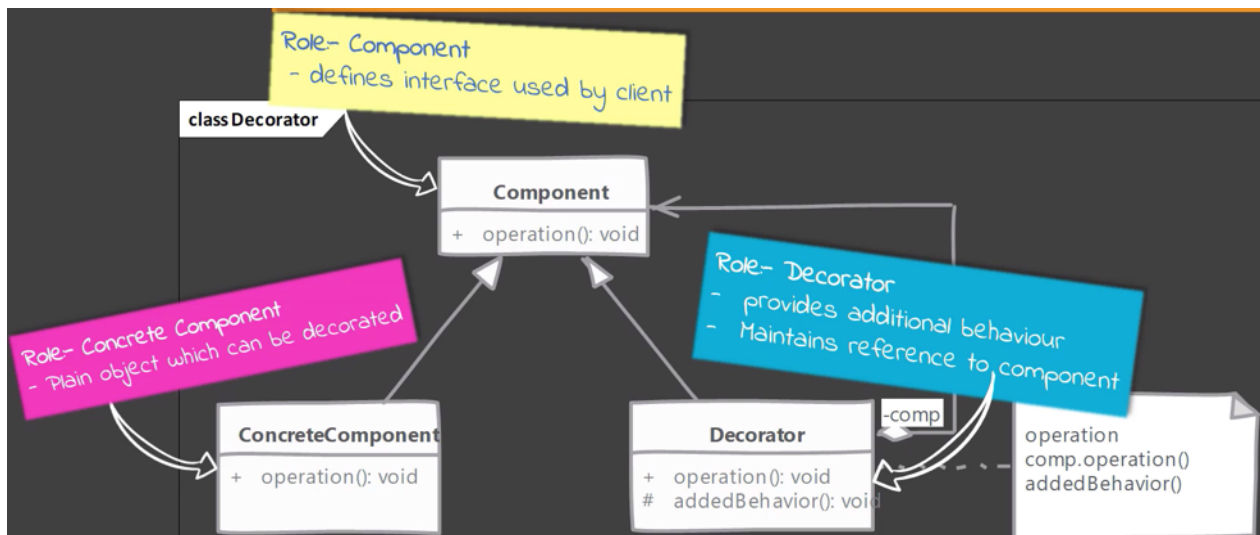 Role- Component
- defines interface used by client
class Decorator
Component
+ operation(): void
Role- Decorator
- provides additional behaviour
- Maintains reference to component
Role- Concrete Component
- Plain object which can be decorated
ConcreteComponent
+ operation(): void
Decorator
+ operation(): void
# addedBehavior(): void
-comp
operation
comp.operation()
addedBehavior()